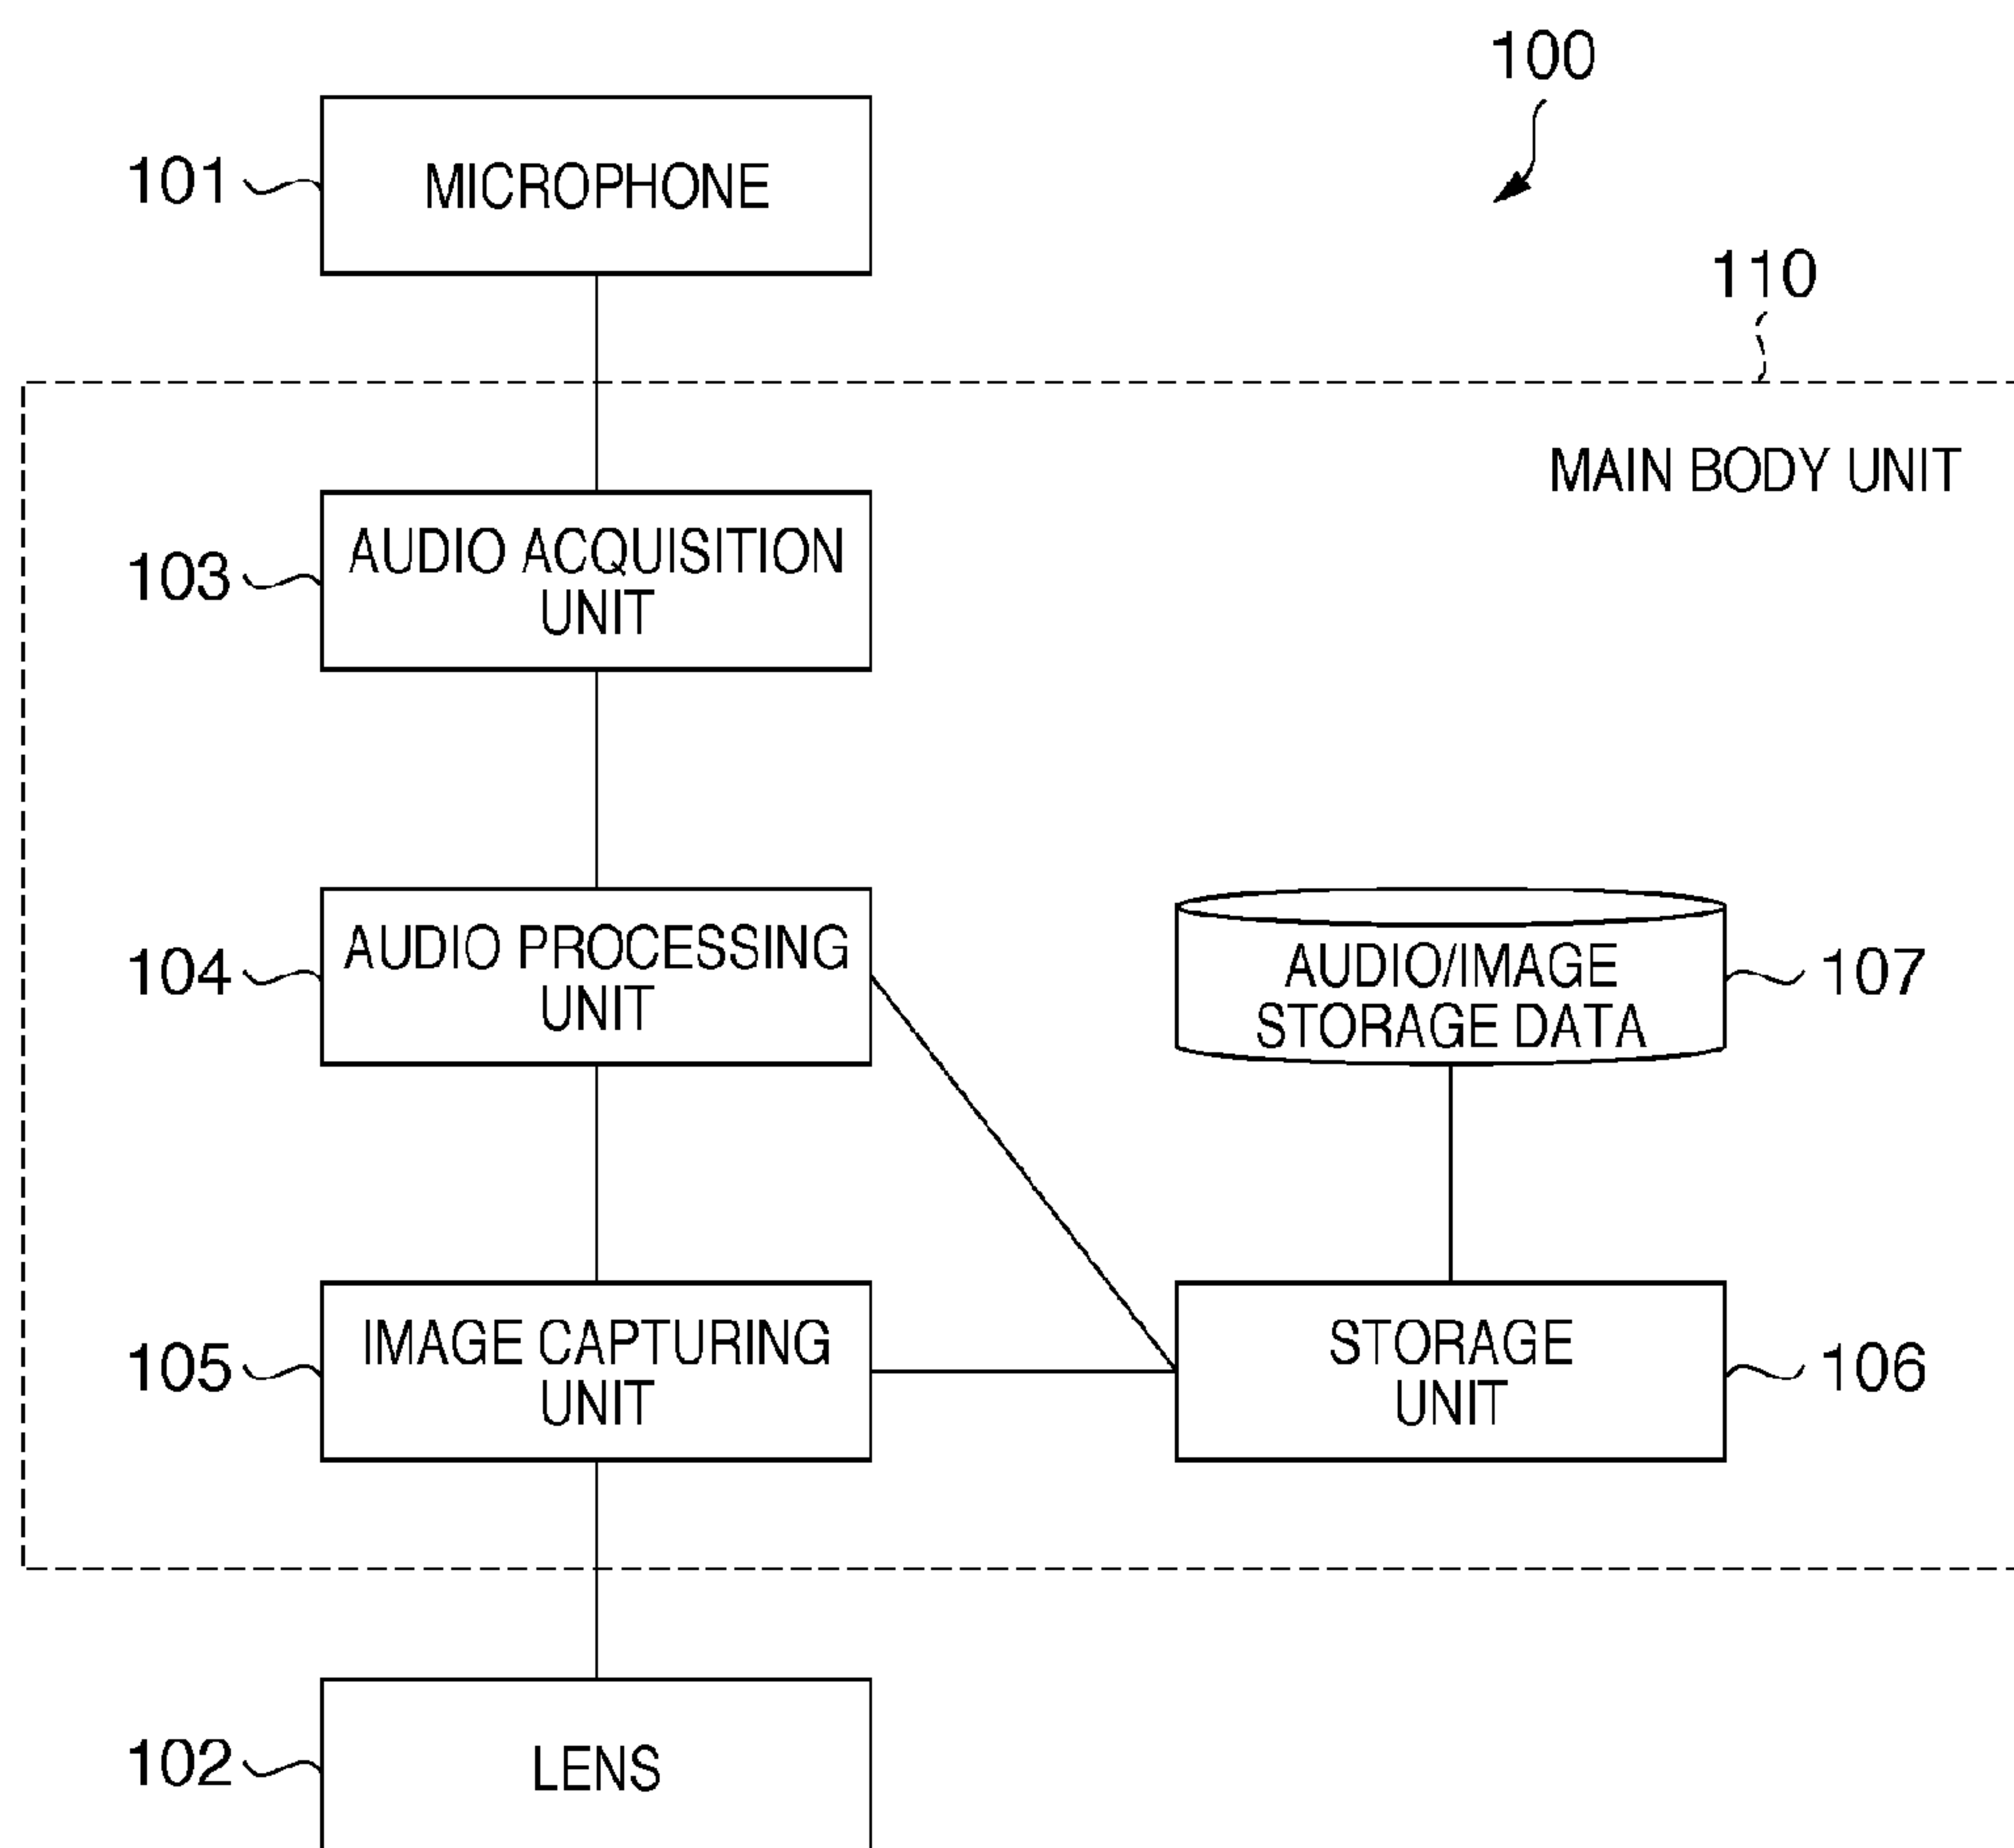 100
101
MICROPHONE
110
MAIN BODY UNIT
103
AUDIO ACQUISITION
UNIT
104
AUDIO PROCESSING
UNIT
AUDIO/IMAGE
STORAGE DATA
107
105
IMAGE CAPTURING
UNIT
STORAGE
UNIT
106
102
LENS